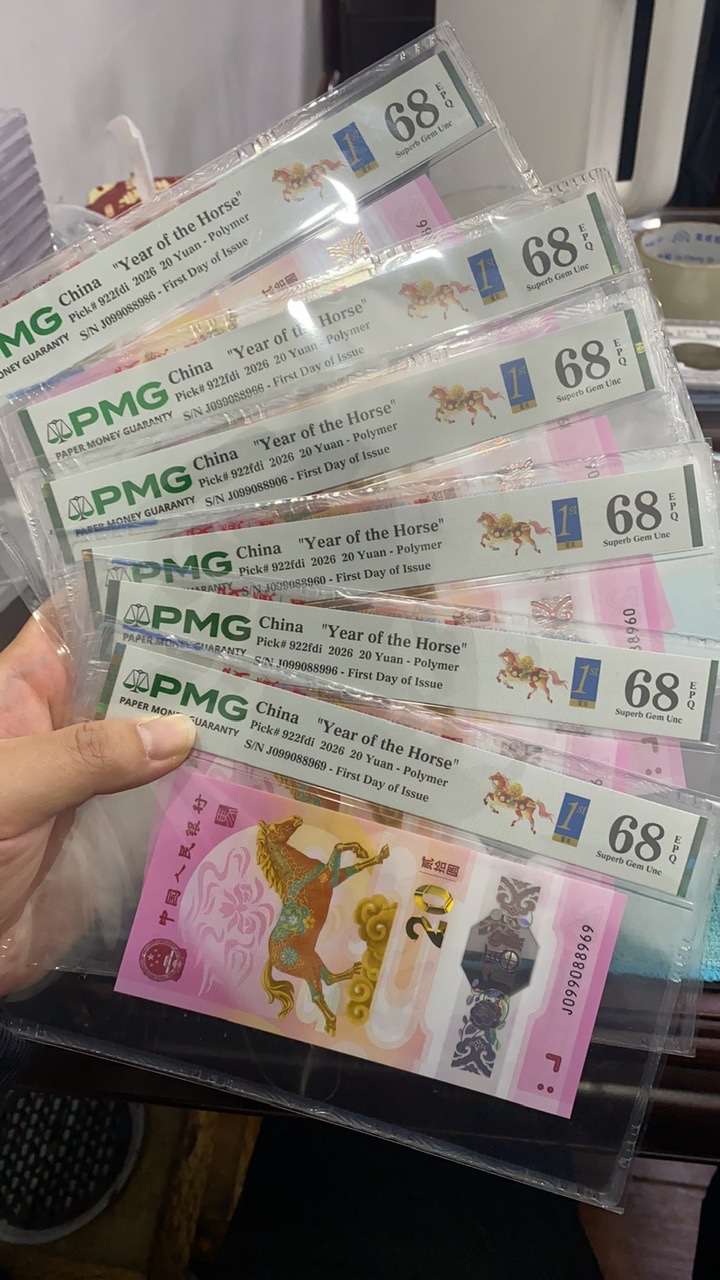 MG
ONEY GUARANTY
China "Year of the Horse"
Pick# 922fdi 2026 20 Yuan - Polymer
S/N J099088986 - First Day of Issue
1st
68
EPQ
Superb Gem Unc
98
PMG
PAPER MONEY GUARANTY
China "Year of the Horse"
Pick# 922fdi 2026 20 Yuan - Polymer
S/N J099088966 - First Day of Issue
1st
68
EPQ
Superb Gem Unc
PMG
PAPER MONEY GUARANTY
China "Year of the Horse"
Pick# 922fdi 2026 20 Yuan - Polymer
S/N J099088906 - First Day of Issue
1st
68
EPQ
Superb Gem Unc
PMG
GUARANTY
China "Year of the Horse"
Pick# 922fdi 2026 20 Yuan - Polymer
S/N J099088960 - First Day of Issue
1st
68
EPQ
Superb Gem Unc
8960
PMG
PAPER MONEY GUARANTY
China "Year of the Horse"
Pick# 922fdi 2026 20 Yuan - Polymer
S/N J099088996 - First Day of Issue
1st
68
EPQ
Superb Gem Unc
PMG
PAPER MONEY GUARANTY
China "Year of the Horse"
Pick# 922fdi 2026 20 Yuan - Polymer
S/N J099088969 - First Day of Issue
1st
68
EPQ
Superb Gem Unc
中国人民银行
贰拾圆
20
J099088969